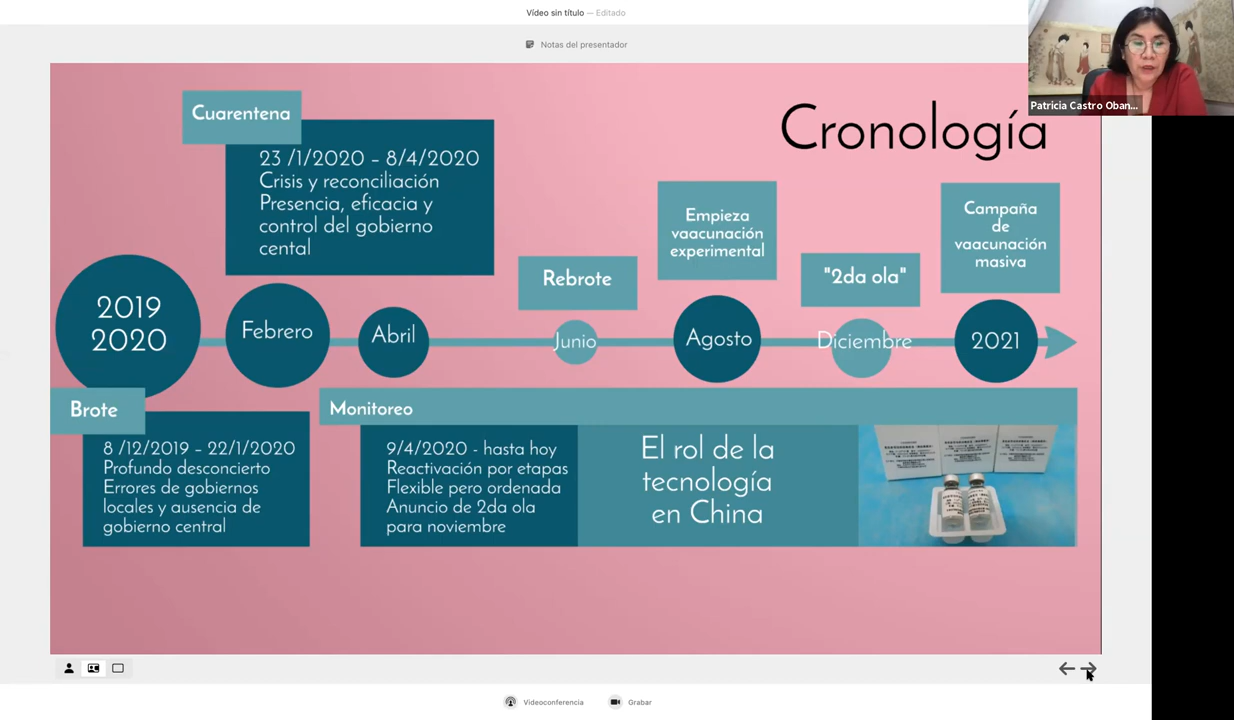 Vídeo sin título — Editado
Notas del presentador
Patricia Castro Oban...
Cronología
Cuarentena
23 /1/2020 – 8/4/2020
Crisis y reconciliación
Presencia, eficacia y
control del gobierno
cental
Empieza
vaacunación
experimental
Campaña
de
vaacunación
masiva
Rebrote
"2da ola"
2019
2020
Febrero
Abril
Junio
Agosto
Diciembre
2021
Brote
8 /12/2019 – 22/1/2020
Profundo desconcierto
Errores de gobiernos
locales y ausencia de
gobierno central
Monitoreo
9/4/2020 - hasta hoy
Reactivación por etapas
Flexible pero ordenada
Anuncio de 2da ola
para noviembre
El rol de la
tecnología
en China
Videoconferencia
Grabar